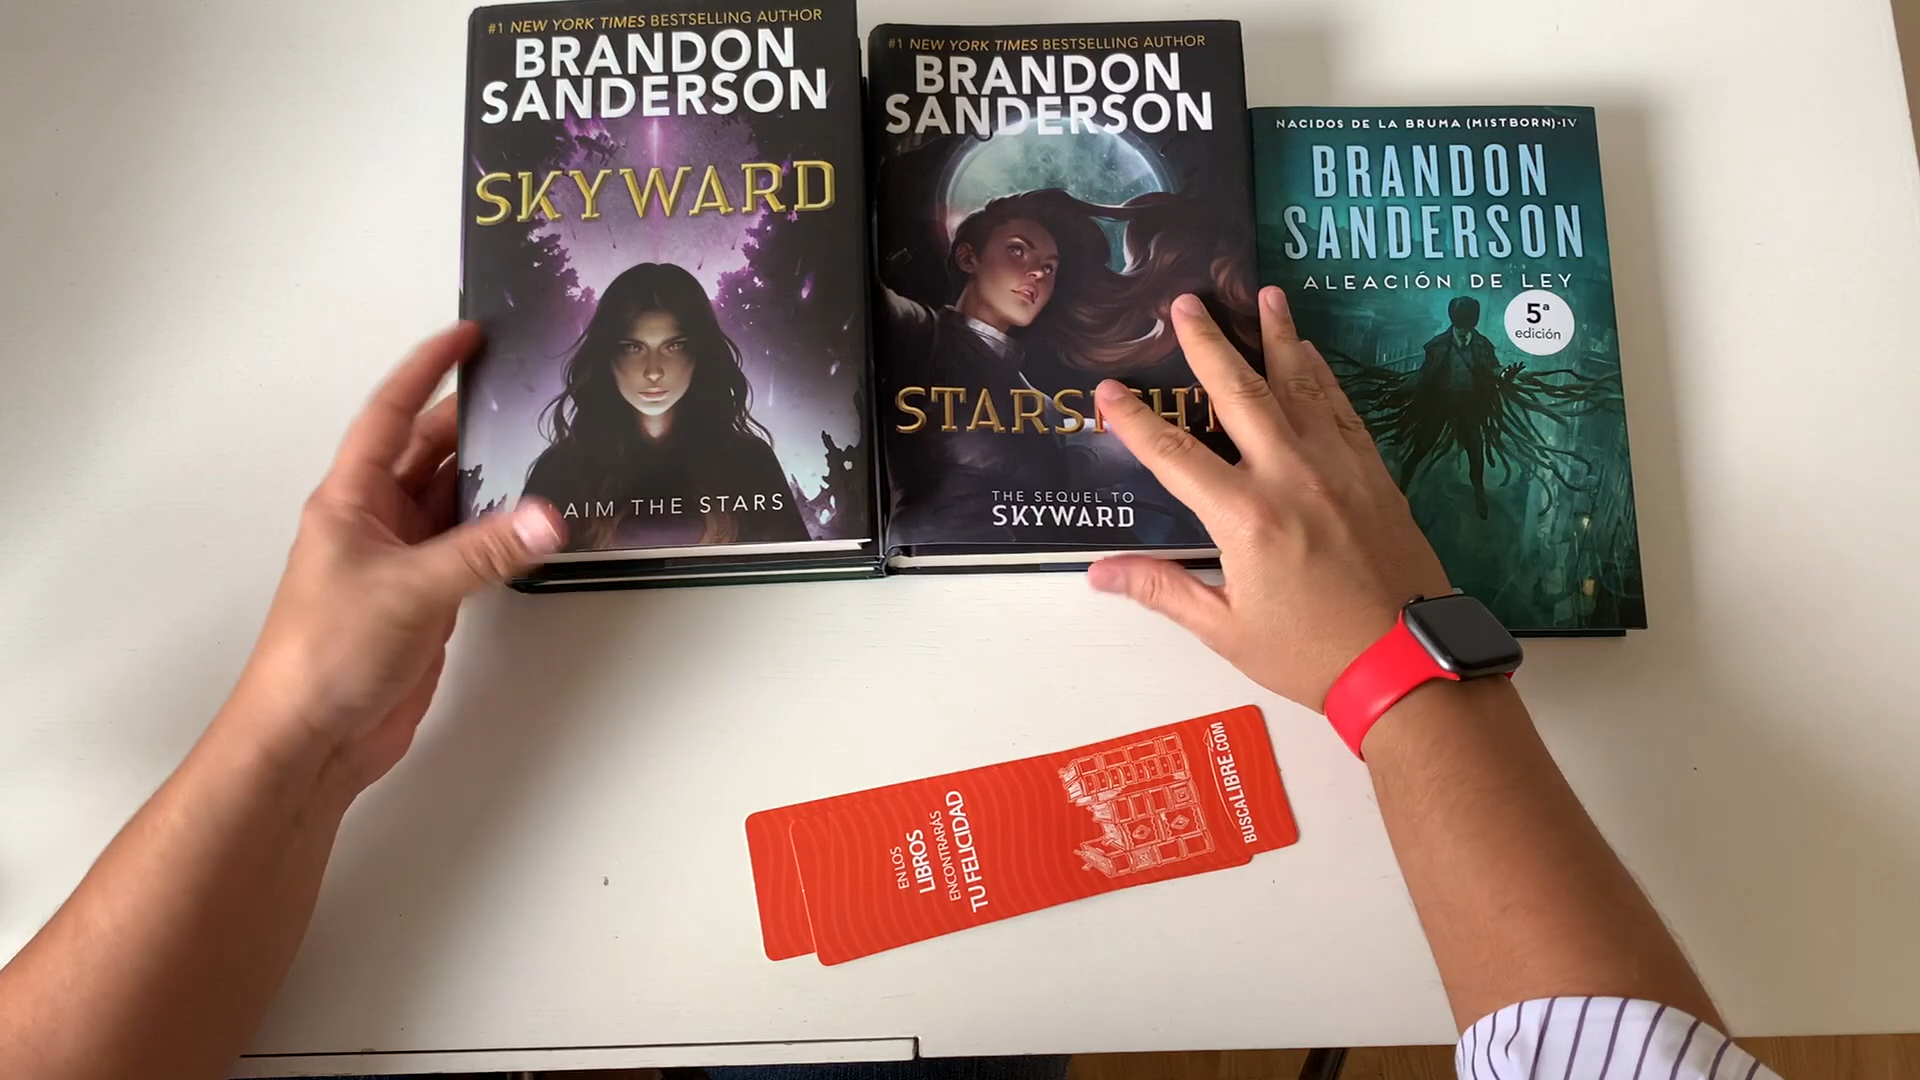 #1 NEW YORK TIMES BESTSELLING AUTHOR
BRANDON
SANDERSON
SKYWARD
AIM THE STARS
#1 NEW YORK TIMES BESTSELLING AUTHOR
BRANDON
SANDERSON
STARSIGHT
THE SEQUEL TO
SKYWARD
NACIDOS DE LA BRUMA (MISTBORN)·IV
BRANDON
SANDERSON
ALEACIÓN DE LEY
5ª
edición
EN LOS
LIBROS
ENCONTRARÁS
TU FELICIDAD
BUSCALIBRE.COM